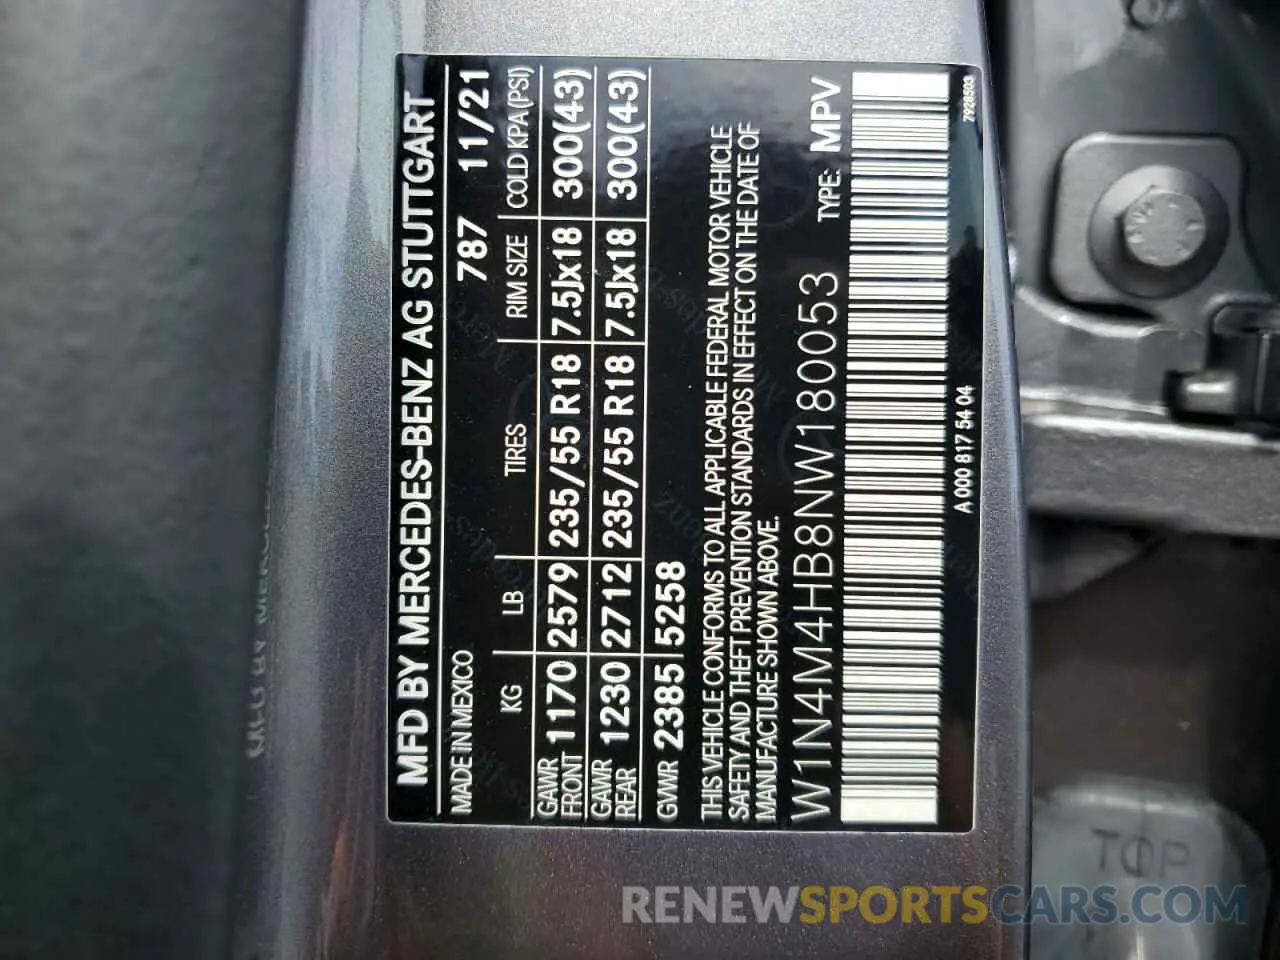 MFD BY MERCEDES-BENZ AG STUTTGART
MADE IN MEXICO 787 11/21
KG LB TIRES RIM SIZE COLD KPA(PSI)
GAWR FRONT 1170 2579 235/55 R18 7.5Jx18 300(43)
GAWR REAR 1230 2712 235/55 R18 7.5Jx18 300(43)
GVWR 2385 5258
THIS VEHICLE CONFORMS TO ALL APPLICABLE FEDERAL MOTOR VEHICLE
SAFETY AND THEFT PREVENTION STANDARDS IN EFFECT ON THE DATE OF
MANUFACTURE SHOWN ABOVE.
W1N4M4HB8NW180053 TYPE: MPV
A 000 817 54 04 7928503
TOP
RENEWSPORTSCARS.COM